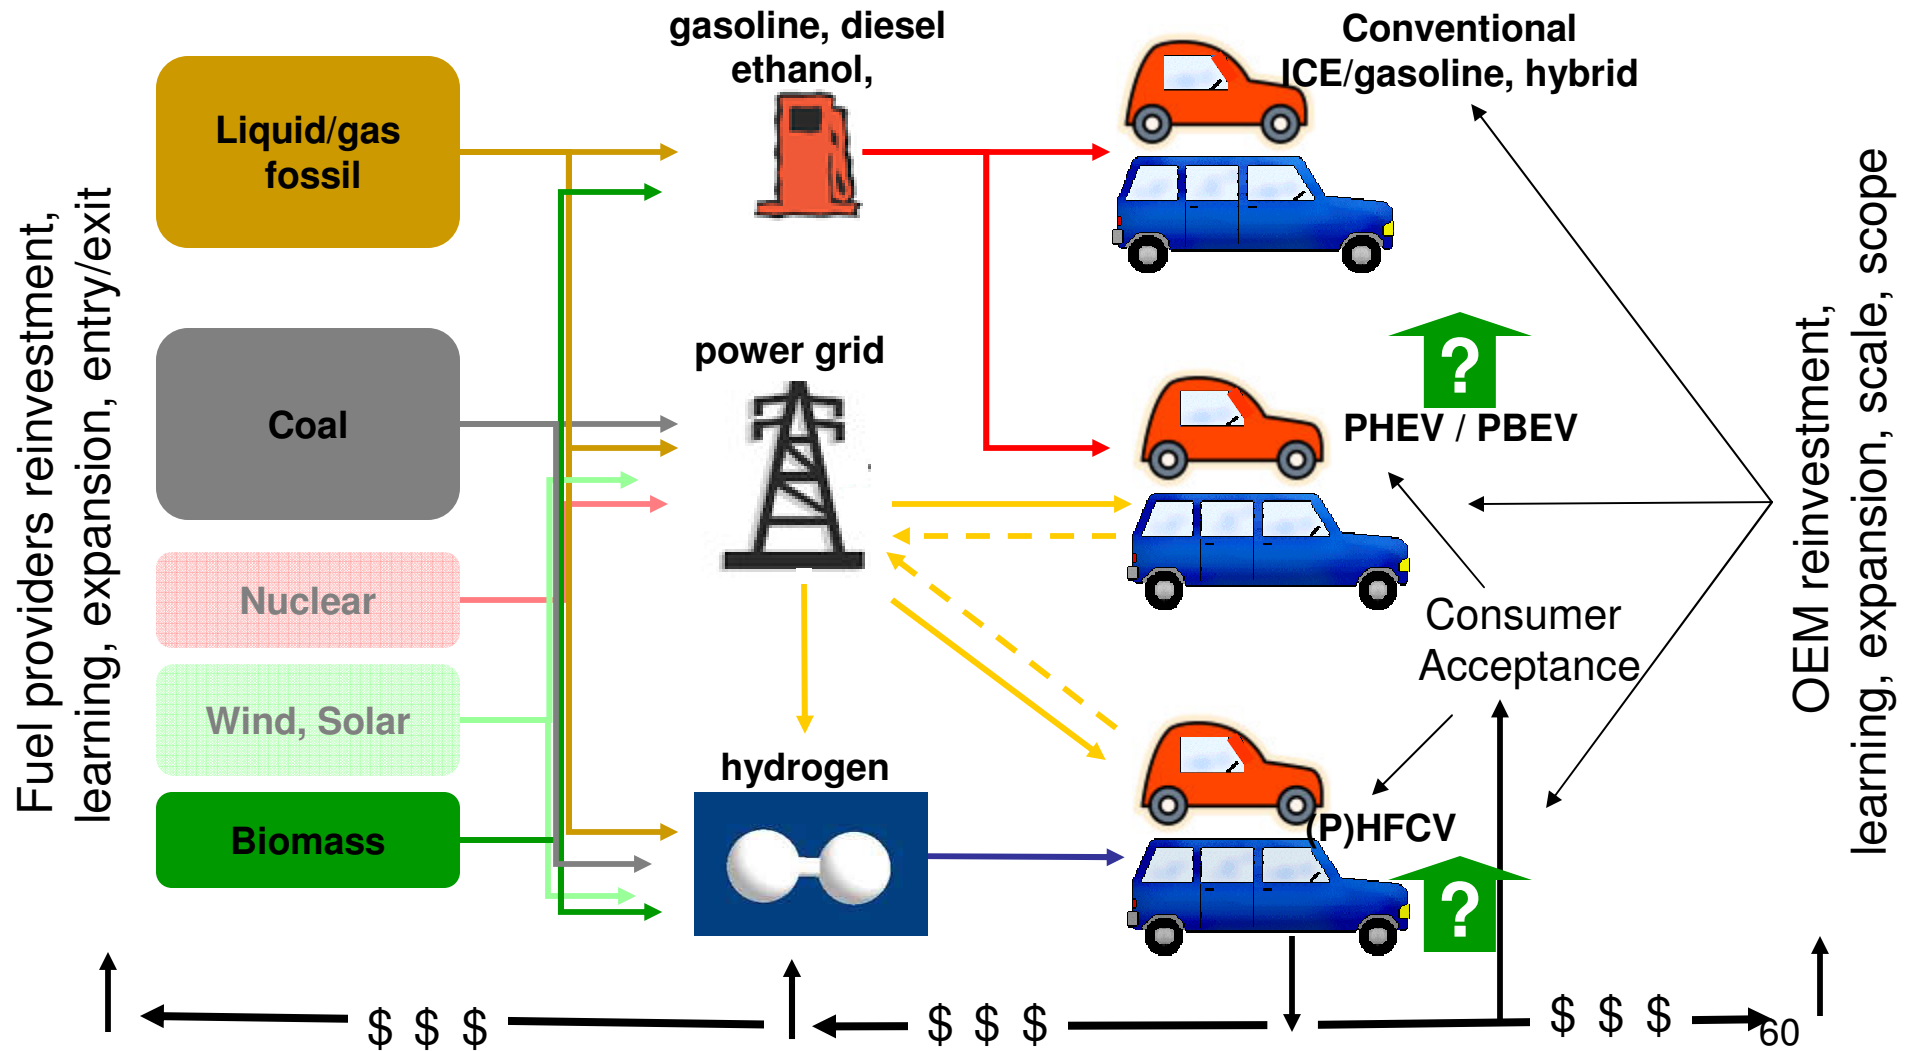 Fuel providers reinvestment,
learning, expansion, entry/exit
Liquid/gas
fossil
Coal
Nuclear
Wind, Solar
Biomass
gasoline, diesel
ethanol,
power grid
hydrogen
Conventional
ICE/gasoline, hybrid
?
PHEV / PBEV
Consumer
Acceptance
(P)HFCV
?
OEM reinvestment,
learning, expansion, scale, scope
$ $ $
$ $ $
$ $ $
60